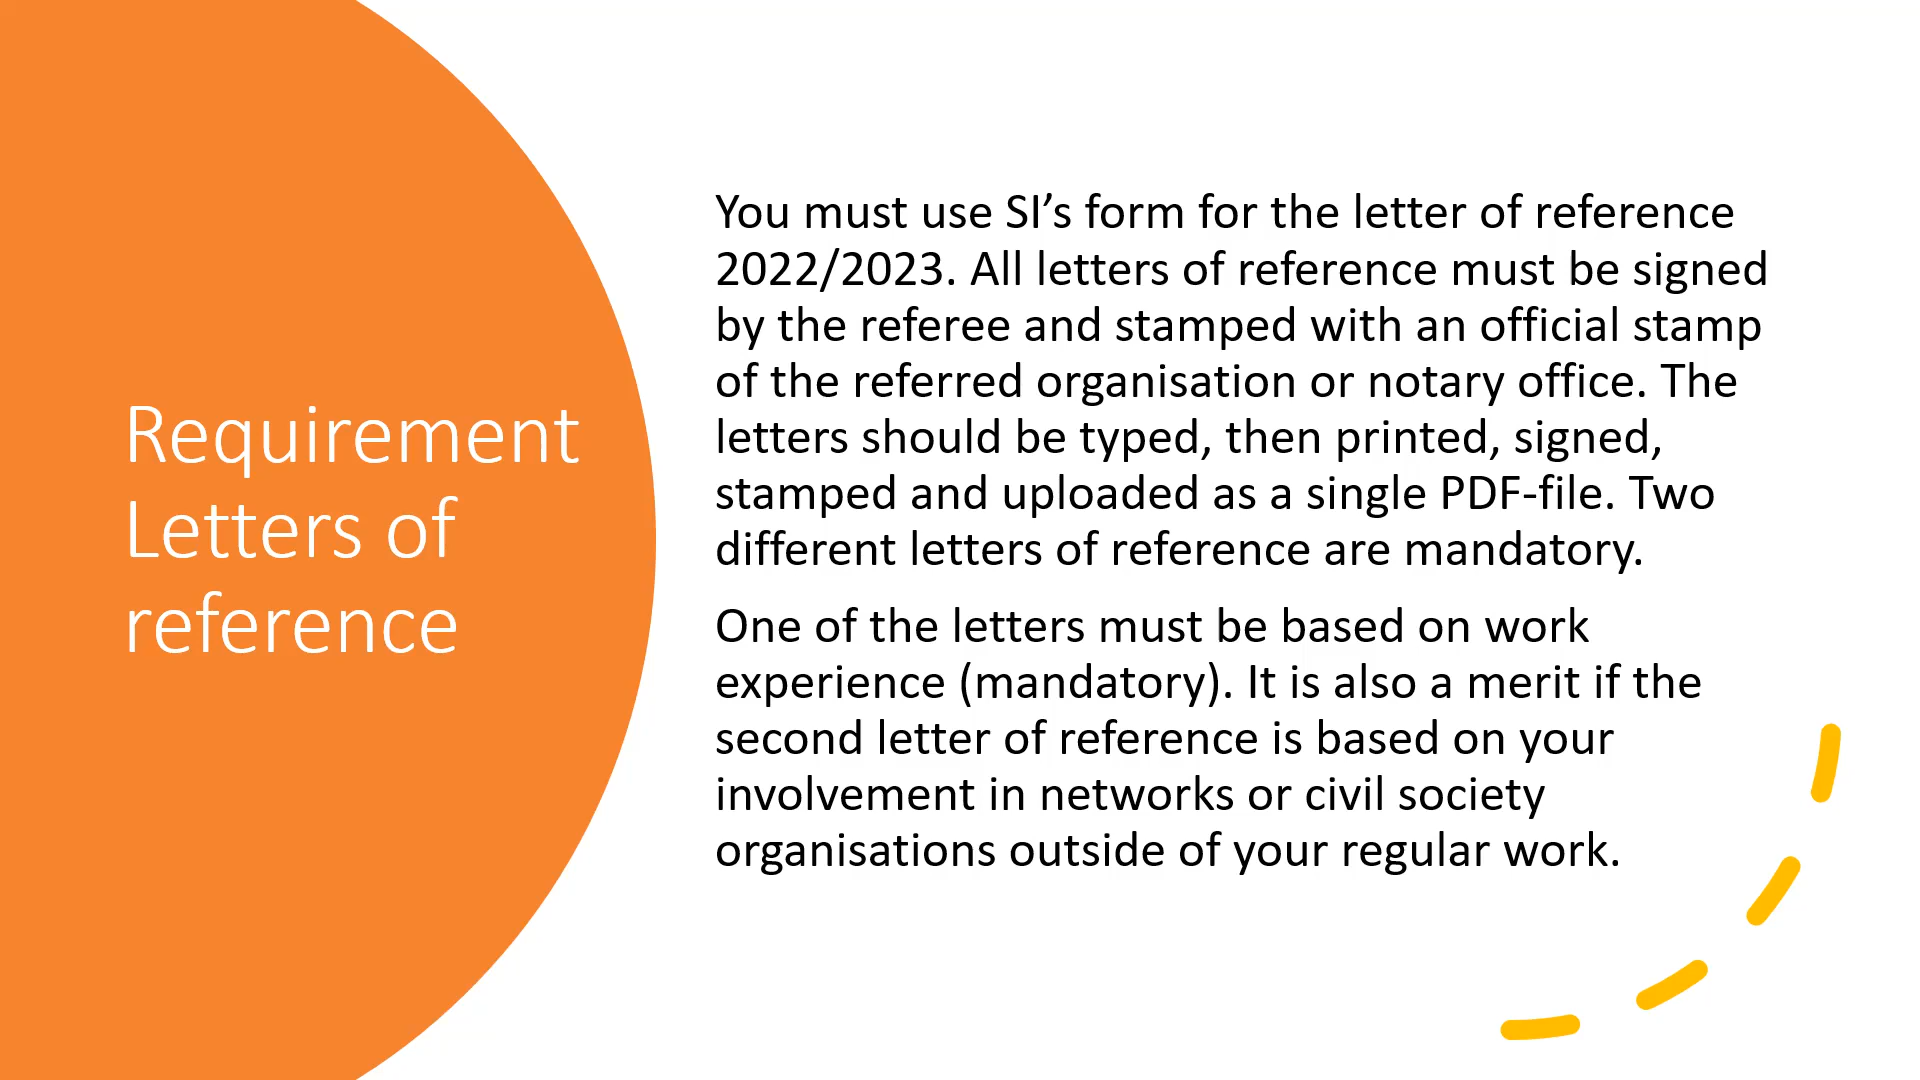 Requirement
Letters of
reference
You must use SI’s form for the letter of reference
2022/2023. All letters of reference must be signed
by the referee and stamped with an official stamp
of the referred organisation or notary office. The
letters should be typed, then printed, signed,
stamped and uploaded as a single PDF-file. Two
different letters of reference are mandatory.
One of the letters must be based on work
experience (mandatory). It is also a merit if the
second letter of reference is based on your
involvement in networks or civil society
organisations outside of your regular work.